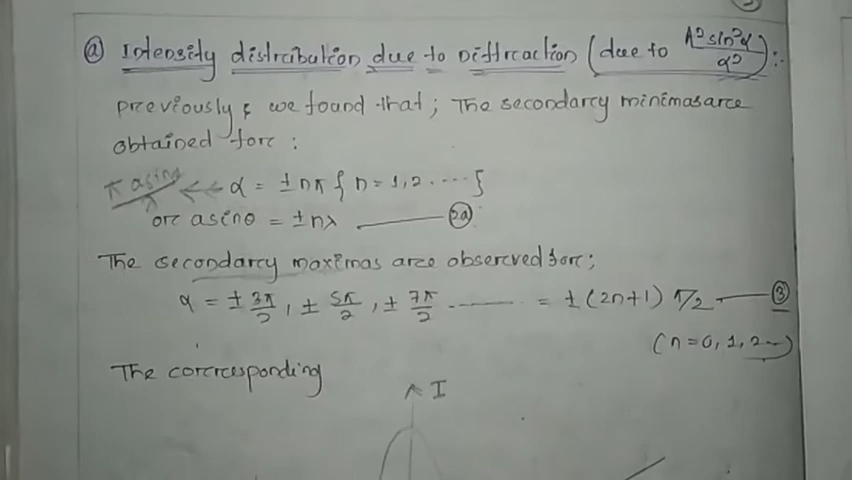 ⓐ Intensity distribution due to Diffraction (due to A²sin²α/α²):-
previously, we found that; The secondary minimas are
obtained for:
π a sinθ/λ ←← α = ±nπ {n = 1,2.....}
or a sinθ = ±nλ —— (2a)
The secondary maximas are observed for;
α = ± 3π/2, ± 5π/2, ± 7π/2 ........ = ±(2n+1) π/2 —— ③
(n=0,1,2...)
The corresponding
I